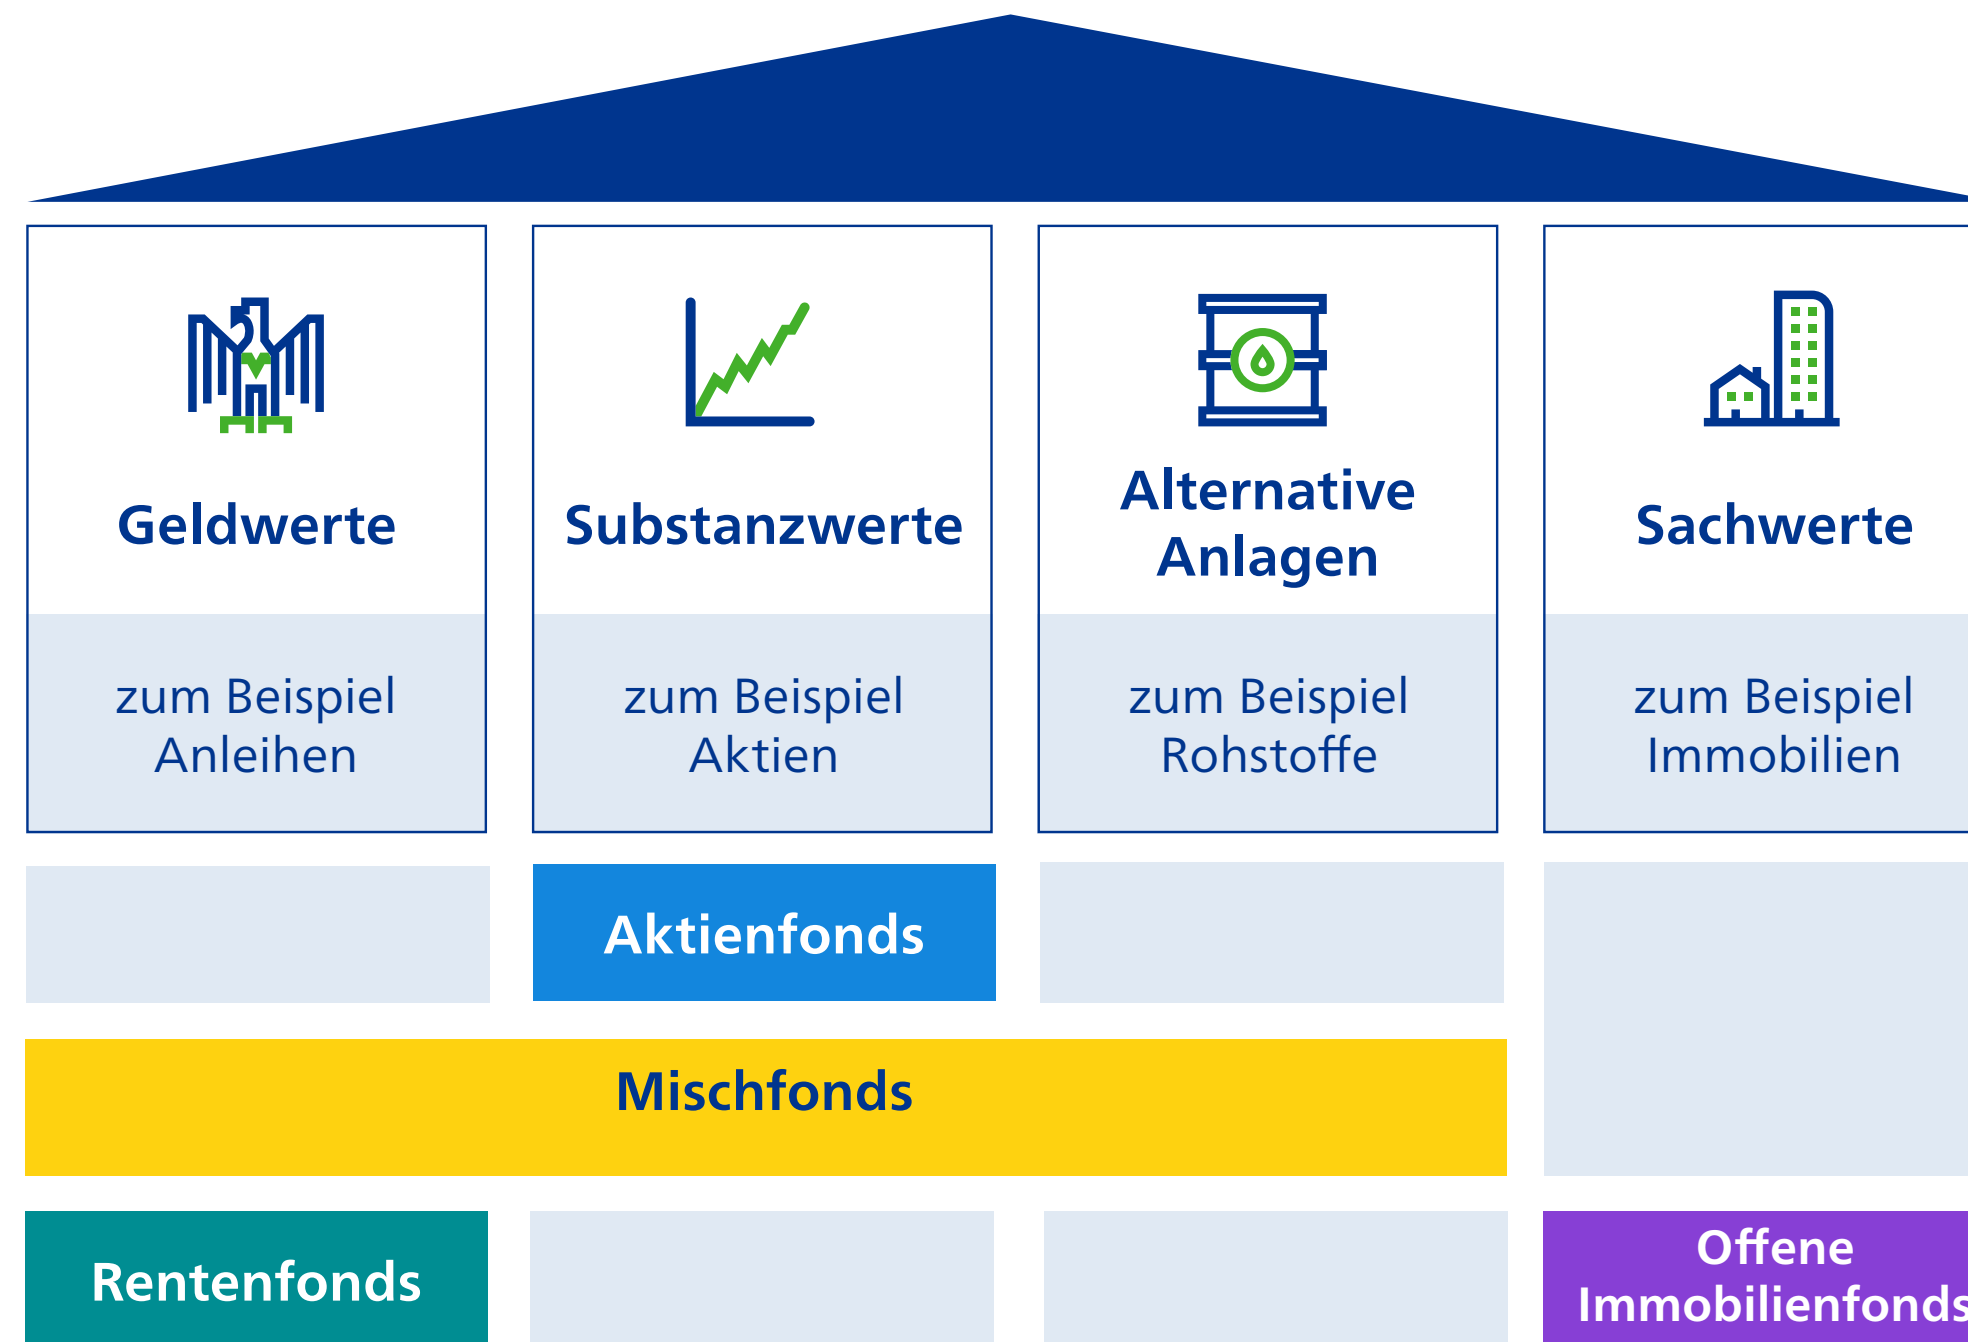 Geldwerte
zum Beispiel
Anleihen
Substanzwerte
zum Beispiel
Aktien
Alternative
Anlagen
zum Beispiel
Rohstoffe
Sachwerte
zum Beispiel
Immobilien
Aktienfonds
Mischfonds
Rentenfonds
Offene
Immobilienfonds